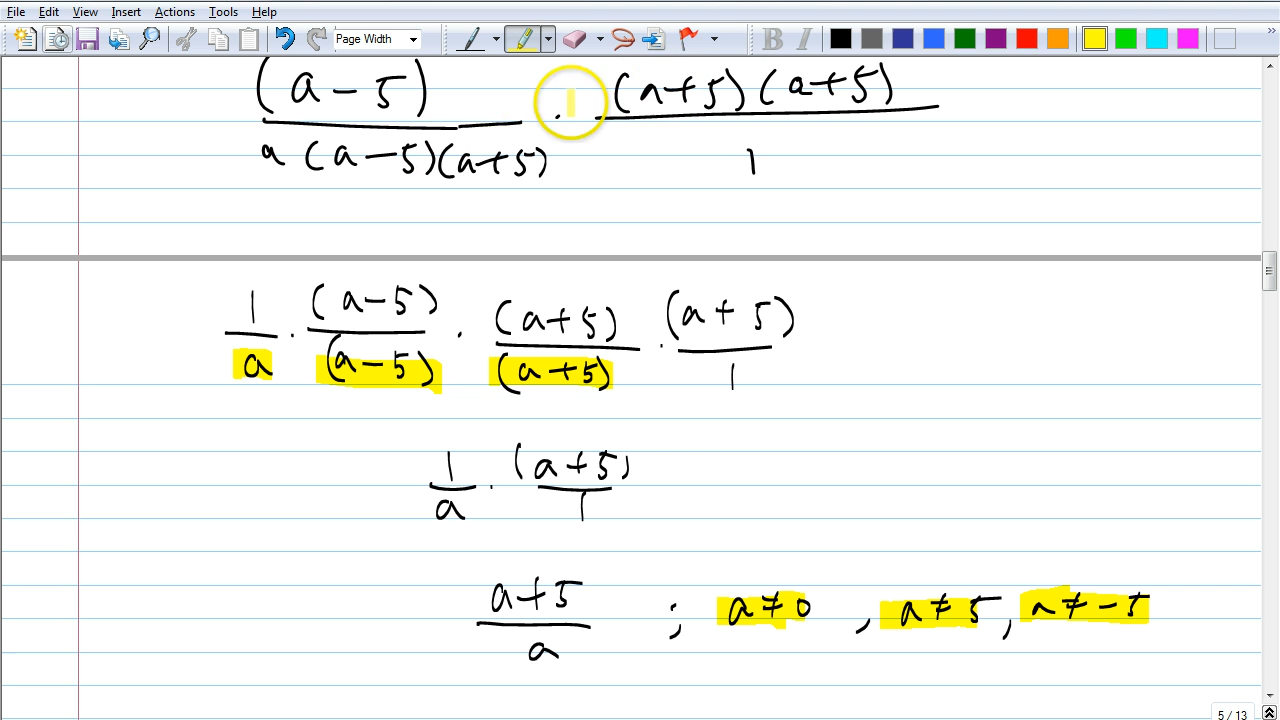 File Edit View Insert Actions Tools Help
Page Width
B I
(a - 5) . (a+5)(a+5)
a (a-5)(a+5) 1
1 . (a-5) . (a+5) . (a+5)
a (a-5) (a+5) 1
1 . (a+5)
a 1
a+5 ; a≠0 , a≠5, a≠-5
a
5 / 13